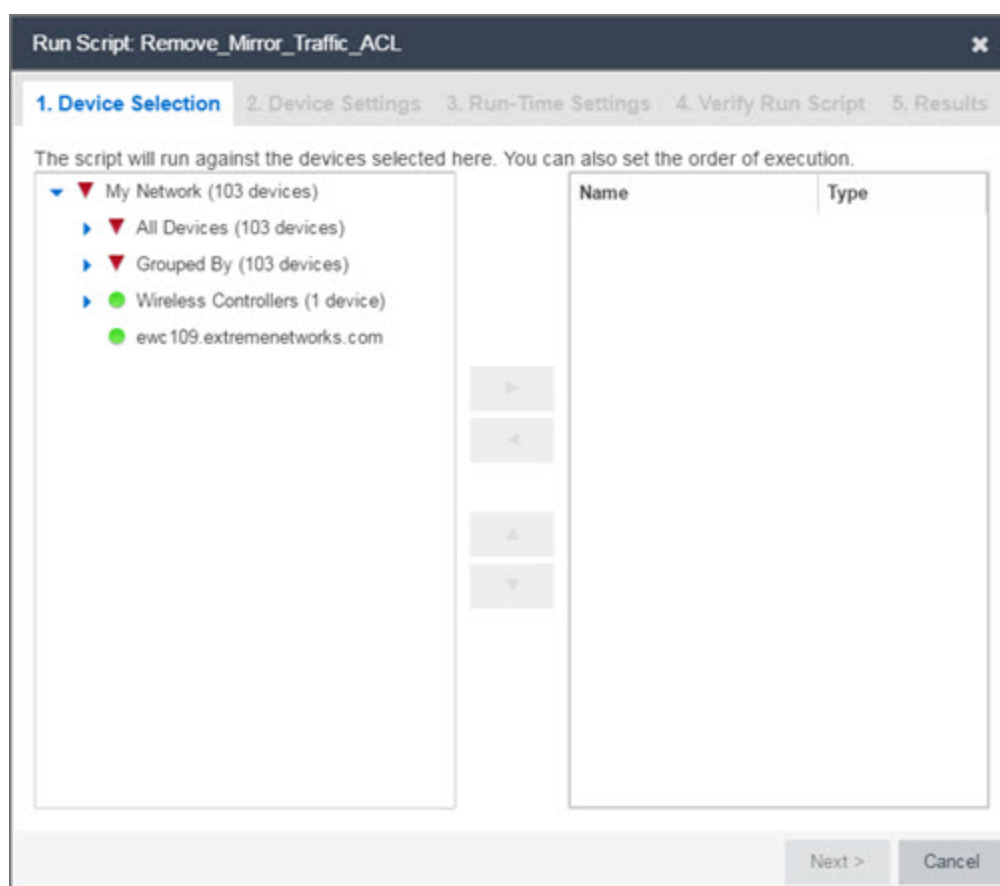 Run Script: Remove_Mirror_Traffic_ACL
1. Device Selection 2. Device Settings 3. Run-Time Settings 4. Verify Run Script 5. Results
The script will run against the devices selected here. You can also set the order of execution.
My Network (103 devices)
All Devices (103 devices)
Grouped By (103 devices)
Wireless Controllers (1 device)
ewc109.extremenetworks.com
Name Type
Next > Cancel